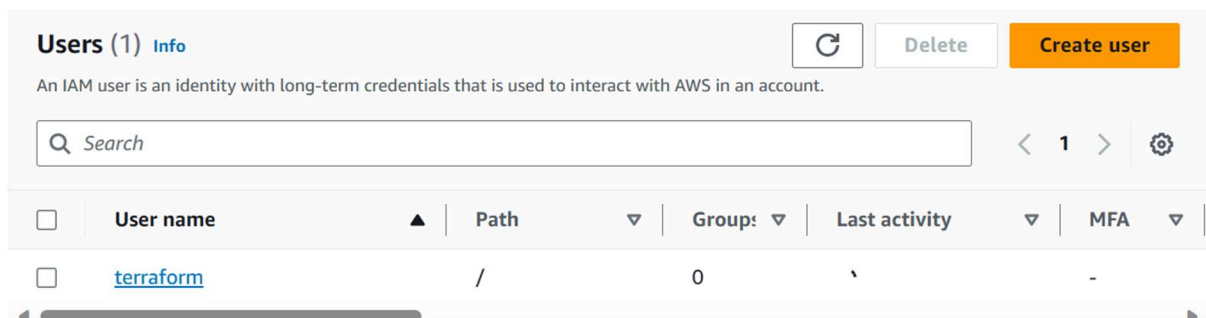 Users (1) Info
Delete
Create user
An IAM user is an identity with long-term credentials that is used to interact with AWS in an account.
Search
1
User name Path Groups Last activity MFA
terraform / 0 -